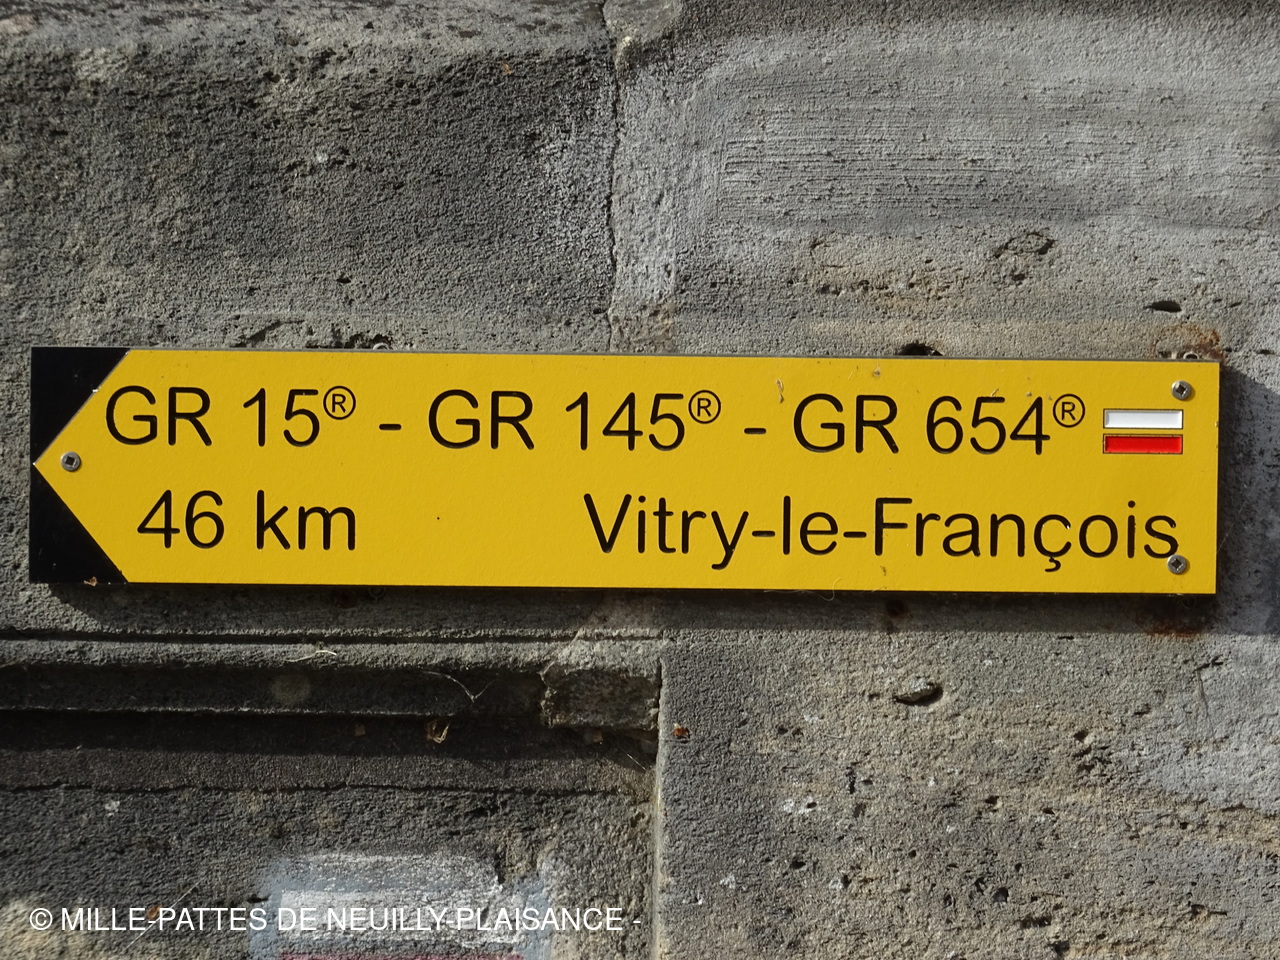 GR 15® - GR 145® - GR 654®
46 km Vitry-le-François
© MILLE-PATTES DE NEUILLY-PLAISANCE -